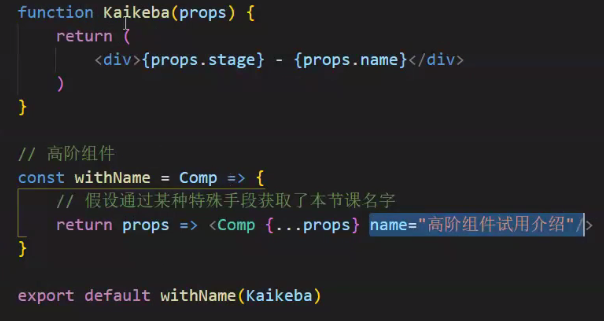 function Kaikeba(props) {
return (
<div>{props.stage} - {props.name}</div>
)
}
// 高阶组件
const withName = Comp => {
// 假设通过某种特殊手段获取了本节课名字
return props => <Comp {...props} name="高阶组件试用介绍"/>
}
export default withName(Kaikeba)